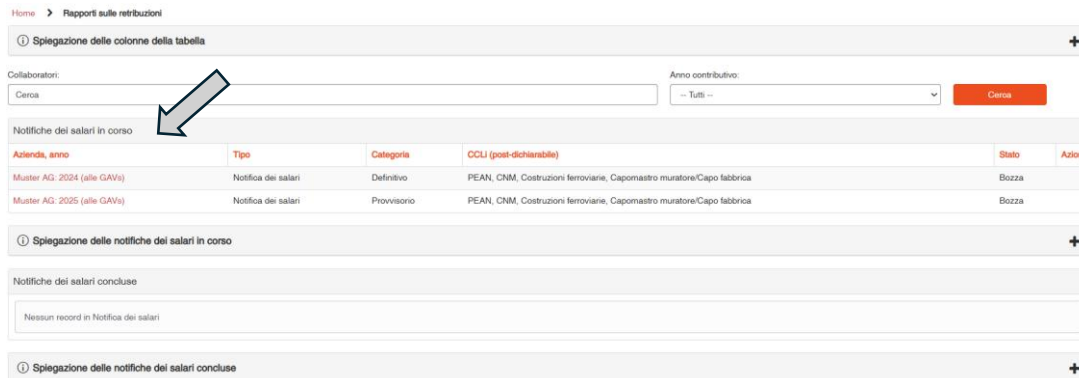 Home > Rapporti sulle retribuzioni
Spiegazione delle colonne della tabella
Collaboratori: Anno contributivo:
Cerca -- Tutti -- Cerca
Notifiche dei salari in corso
Azienda, anno Tipo Categoria CCLi (post-dichiarabile) Stato
Muster AG: 2024 (alle GAVs) Notifica dei salari Definitivo PEAN, CNM, Costruzioni ferroviarie, Capomastro muratore/Capo fabbrica Bozza
Muster AG: 2025 (alle GAVs) Notifica dei salari Provvisorio PEAN, CNM, Costruzioni ferroviarie, Capomastro muratore/Capo fabbrica Bozza
Spiegazione delle notifiche dei salari in corso
Notifiche dei salari concluse
Nessun record in Notifica dei salari
Spiegazione delle notifiche dei salari concluse